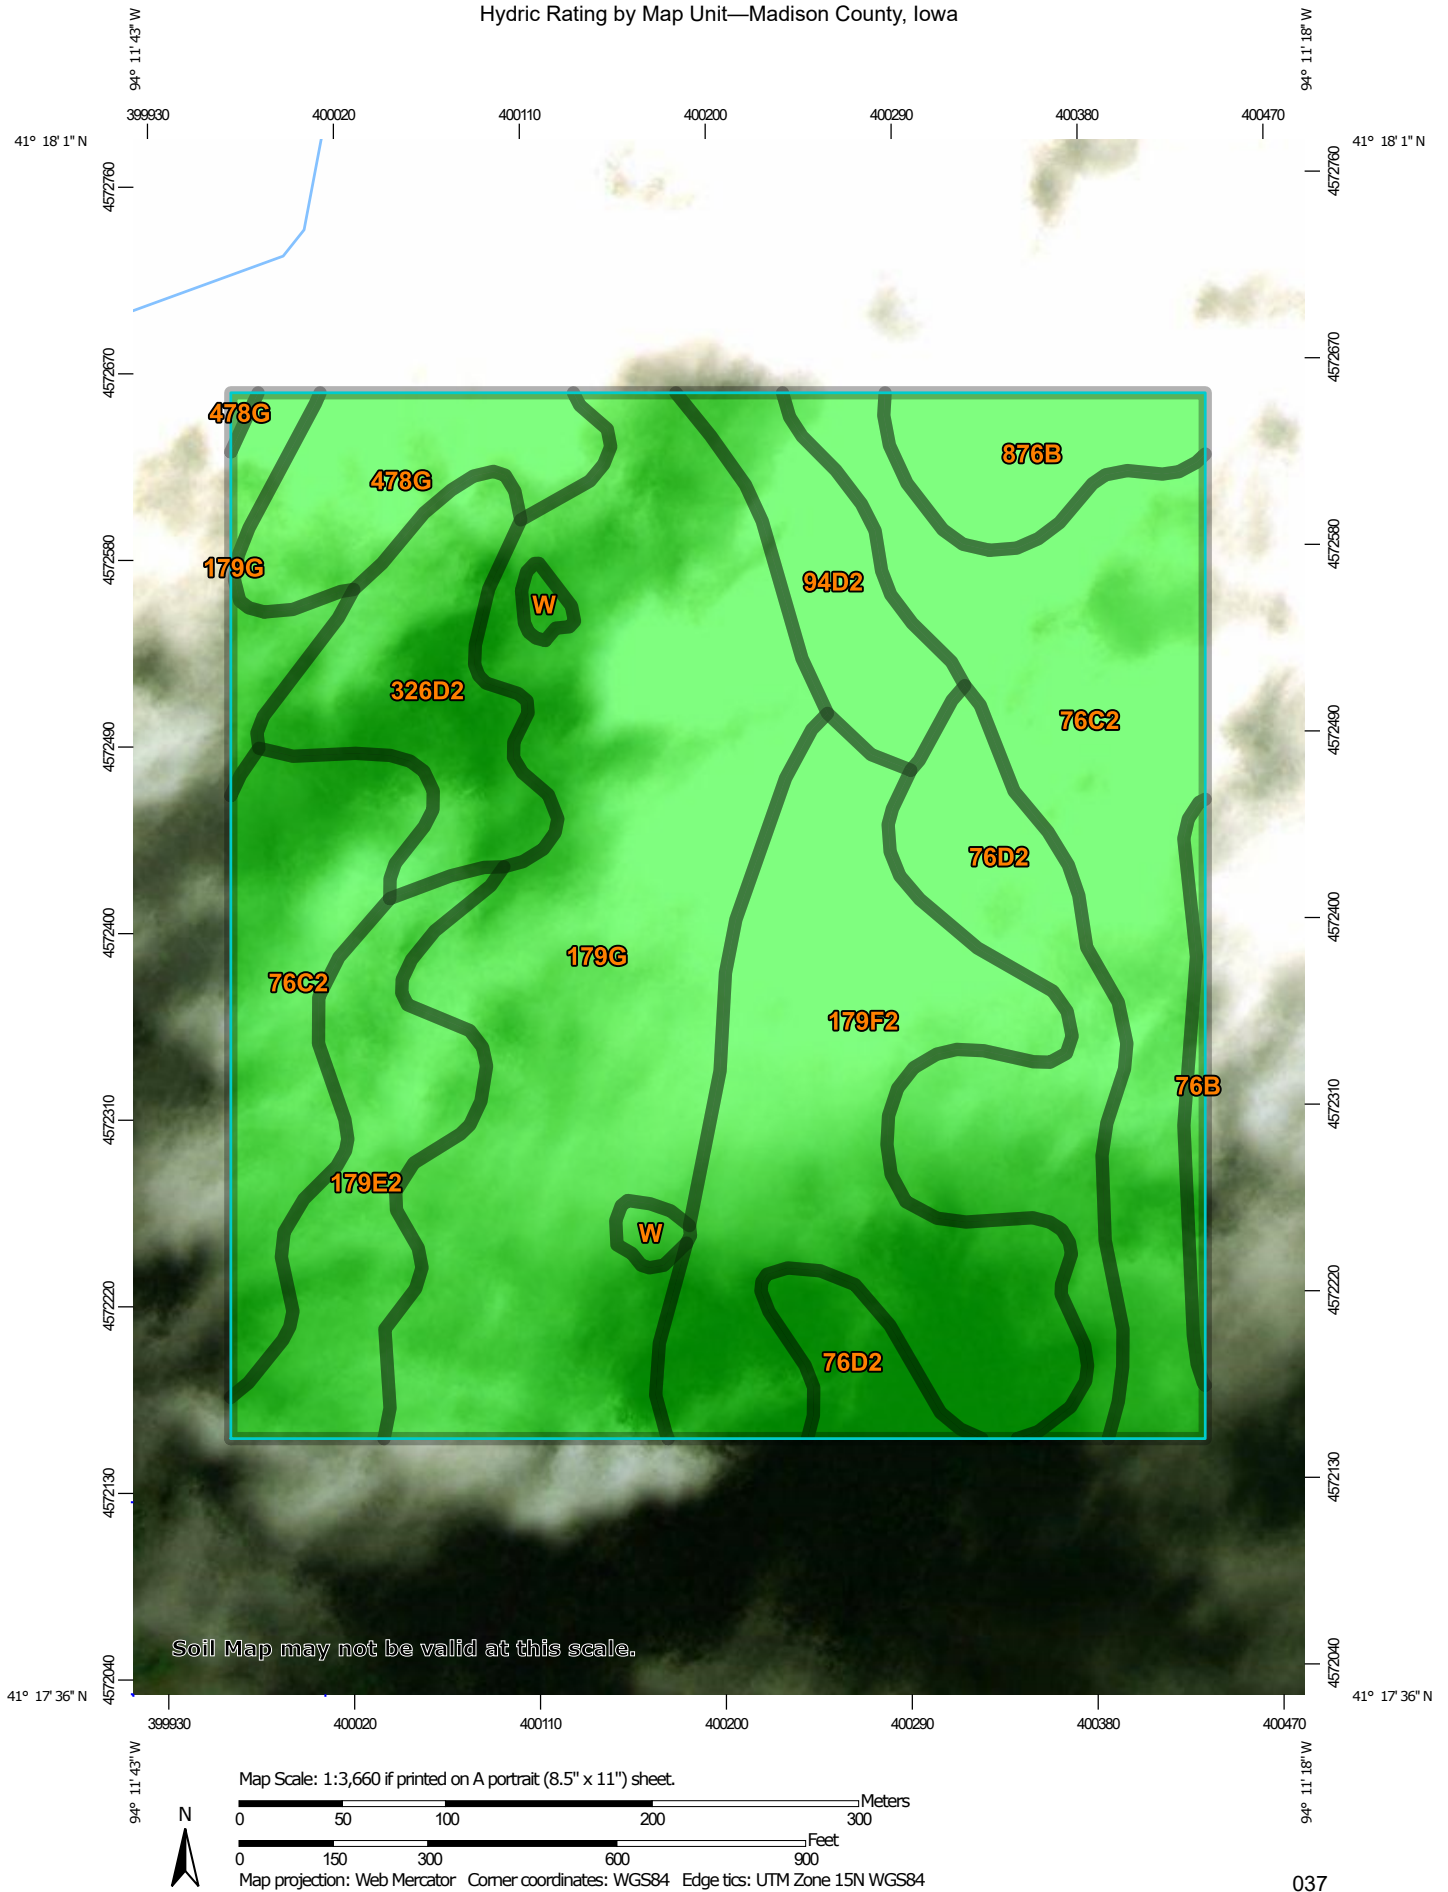 Hydric Rating by Map Unit—Madison County, Iowa
94° 11' 43" W
94° 11' 18" W
399930 400020 400110 400200 400290 400380 400470
41° 18' 1" N
41° 18' 1" N
4572760
4572760
4572670
4572670
478G
876B
478G
4572580
4572580
179G
94D2
W
326D2
76C2
4572490
4572490
76D2
4572400
4572400
179G
76C2
179F2
76B
4572310
4572310
179E2
W
4572220
4572220
76D2
4572130
4572130
Soil Map may not be valid at this scale.
4572040
4572040
41° 17' 36" N
41° 17' 36" N
399930 400020 400110 400200 400290 400380 400470
94° 11' 43" W
94° 11' 18" W
Map Scale: 1:3,660 if printed on A portrait (8.5" x 11") sheet.
Meters
N
0 50 100 200 300
Feet
0 150 300 600 900
Map projection: Web Mercator Corner coordinates: WGS84 Edge tics: UTM Zone 15N WGS84
037